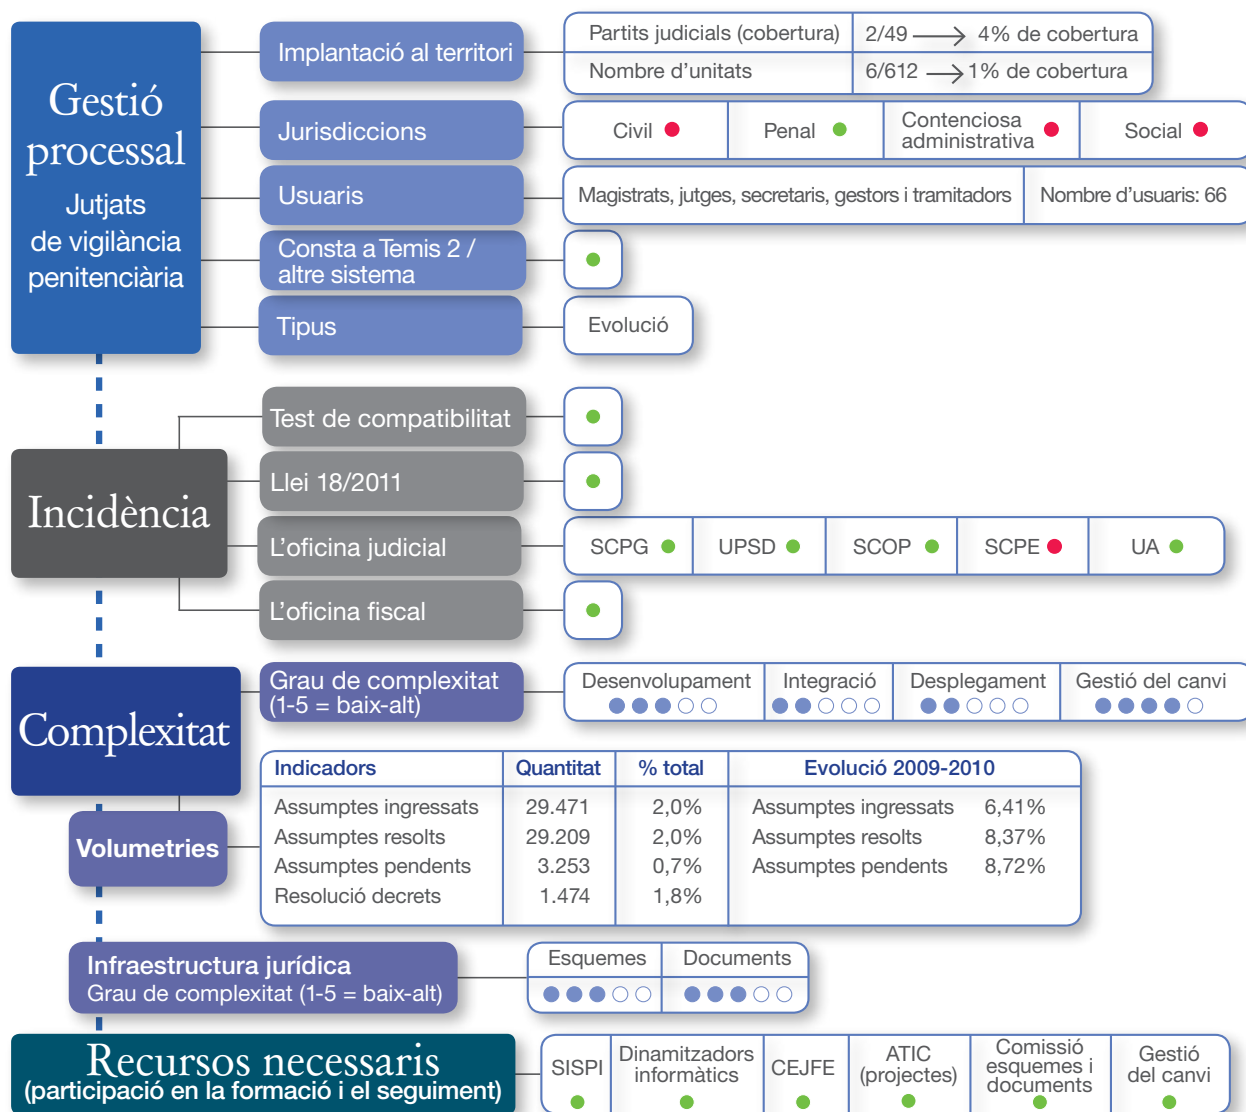 Gestió
processal
Jutjats
de vigilància
penitenciària
Implantació al territori
Partits judicials (cobertura)
2/49 → 4% de cobertura
Nombre d'unitats
6/612 → 1% de cobertura
Jurisdiccions
Civil
Penal
Contenciosa
administrativa
Social
Usuaris
Magistrats, jutges, secretaris, gestors i tramitadors
Nombre d'usuaris: 66
Consta a Temis 2 /
altre sistema
Tipus
Evolució
Incidència
Test de compatibilitat
Llei 18/2011
L'oficina judicial
SCPG
UPSD
SCOP
SCPE
UA
L'oficina fiscal
Complexitat
Grau de complexitat
(1-5 = baix-alt)
Desenvolupament
Integració
Desplegament
Gestió del canvi
Volumetries
Indicadors Quantitat % total Evolució 2009-2010
Assumptes ingressats 29.471 2,0% Assumptes ingressats 6,41%
Assumptes resolts 29.209 2,0% Assumptes resolts 8,37%
Assumptes pendents 3.253 0,7% Assumptes pendents 8,72%
Resolució decrets 1.474 1,8%
Infraestructura jurídica
Grau de complexitat (1-5 = baix-alt)
Esquemes
Documents
Recursos necessaris
(participació en la formació i el seguiment)
SISPI
Dinamitzadors
informàtics
CEJFE
ATIC
(projectes)
Comissió
esquemes i
documents
Gestió
del canvi